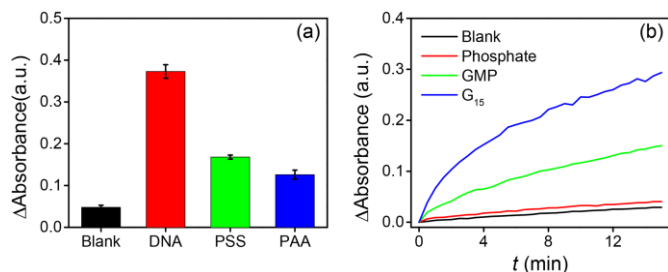 (a)
ΔAbsorbance(a.u.)
0.5
0.4
0.3
0.2
0.1
0.0
Blank DNA PSS PAA
(b)
Blank
Phosphate
GMP
G₁₅
ΔAbsorbance (a.u.)
0.4
0.3
0.2
0.1
0.0
0 4 8 12
t (min)